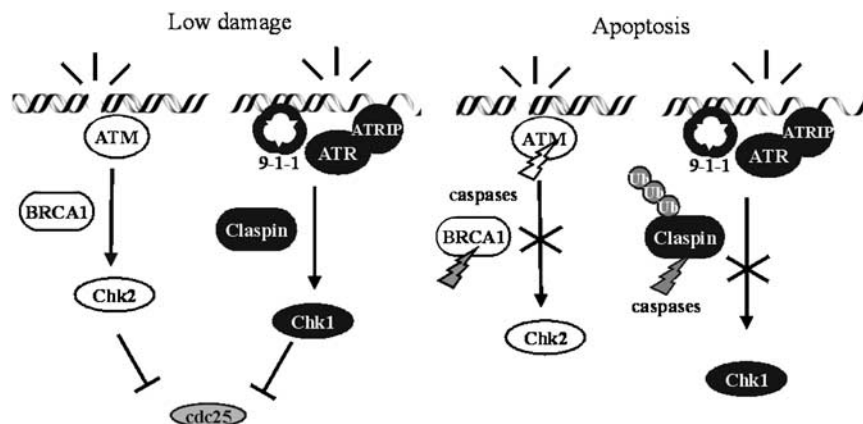 Low damage
ATM
BRCA1
Chk2
9-1-1
ATR
ATRIP
Claspin
Chk1
cdc25
Apoptosis
ATM
caspases
BRCA1
Chk2
9-1-1
ATR
ATRIP
Ub
Ub
Ub
Claspin
caspases
Chk1